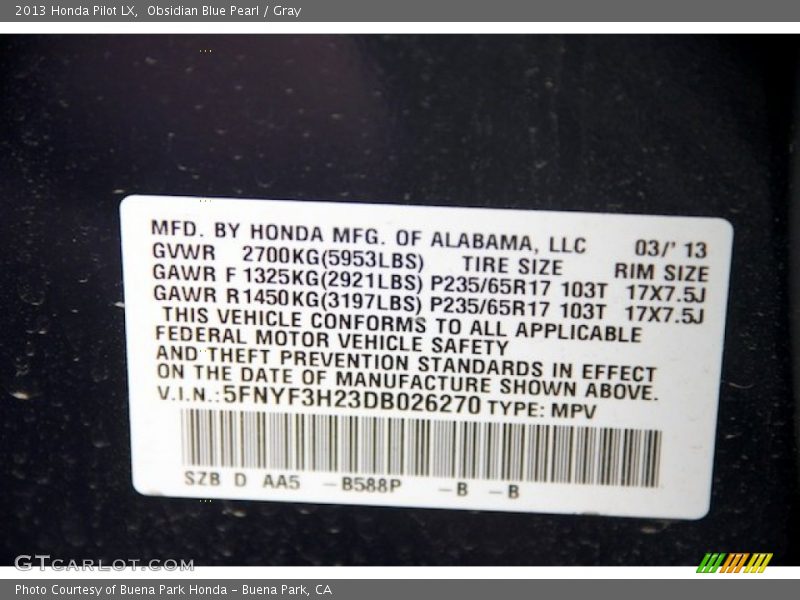 2013 Honda Pilot LX,  Obsidian Blue Pearl / Gray
MFD. BY HONDA MFG. OF ALABAMA, LLC 03/' 13
GVWR 2700KG(5953LBS) TIRE SIZE RIM SIZE
GAWR F 1325KG(2921LBS) P235/65R17 103T 17X7.5J
GAWR R1450KG(3197LBS) P235/65R17 103T 17X7.5J
THIS VEHICLE CONFORMS TO ALL APPLICABLE
FEDERAL MOTOR VEHICLE SAFETY
AND THEFT PREVENTION STANDARDS IN EFFECT
ON THE DATE OF MANUFACTURE SHOWN ABOVE.
V.I.N.:5FNYF3H23DB026270 TYPE: MPV
SZB D AA5 –B588P –B –B
GTCARLOT.COM
Photo Courtesy of Buena Park Honda – Buena Park, CA